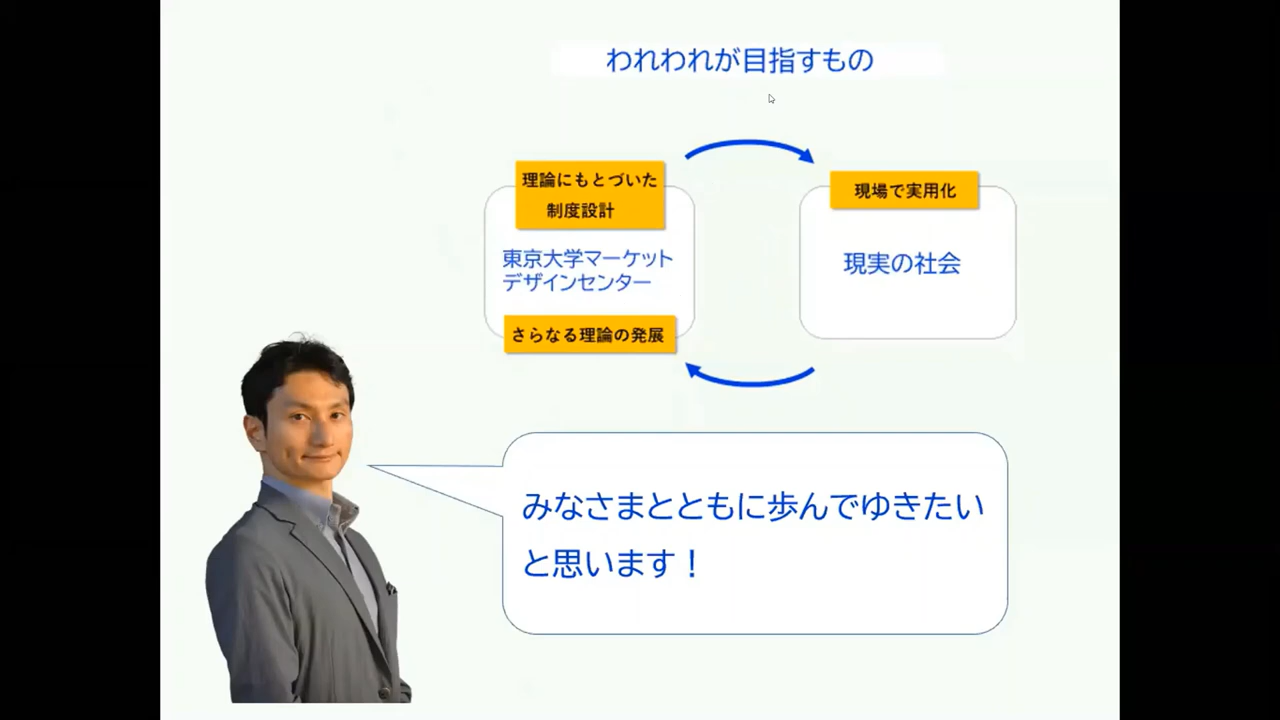 われわれが目指すもの
理論にもとづいた
制度設計
東京大学マーケット
デザインセンター
さらなる理論の発展
現場で実用化
現実の社会
みなさまとともに歩んでゆきたい
と思います！